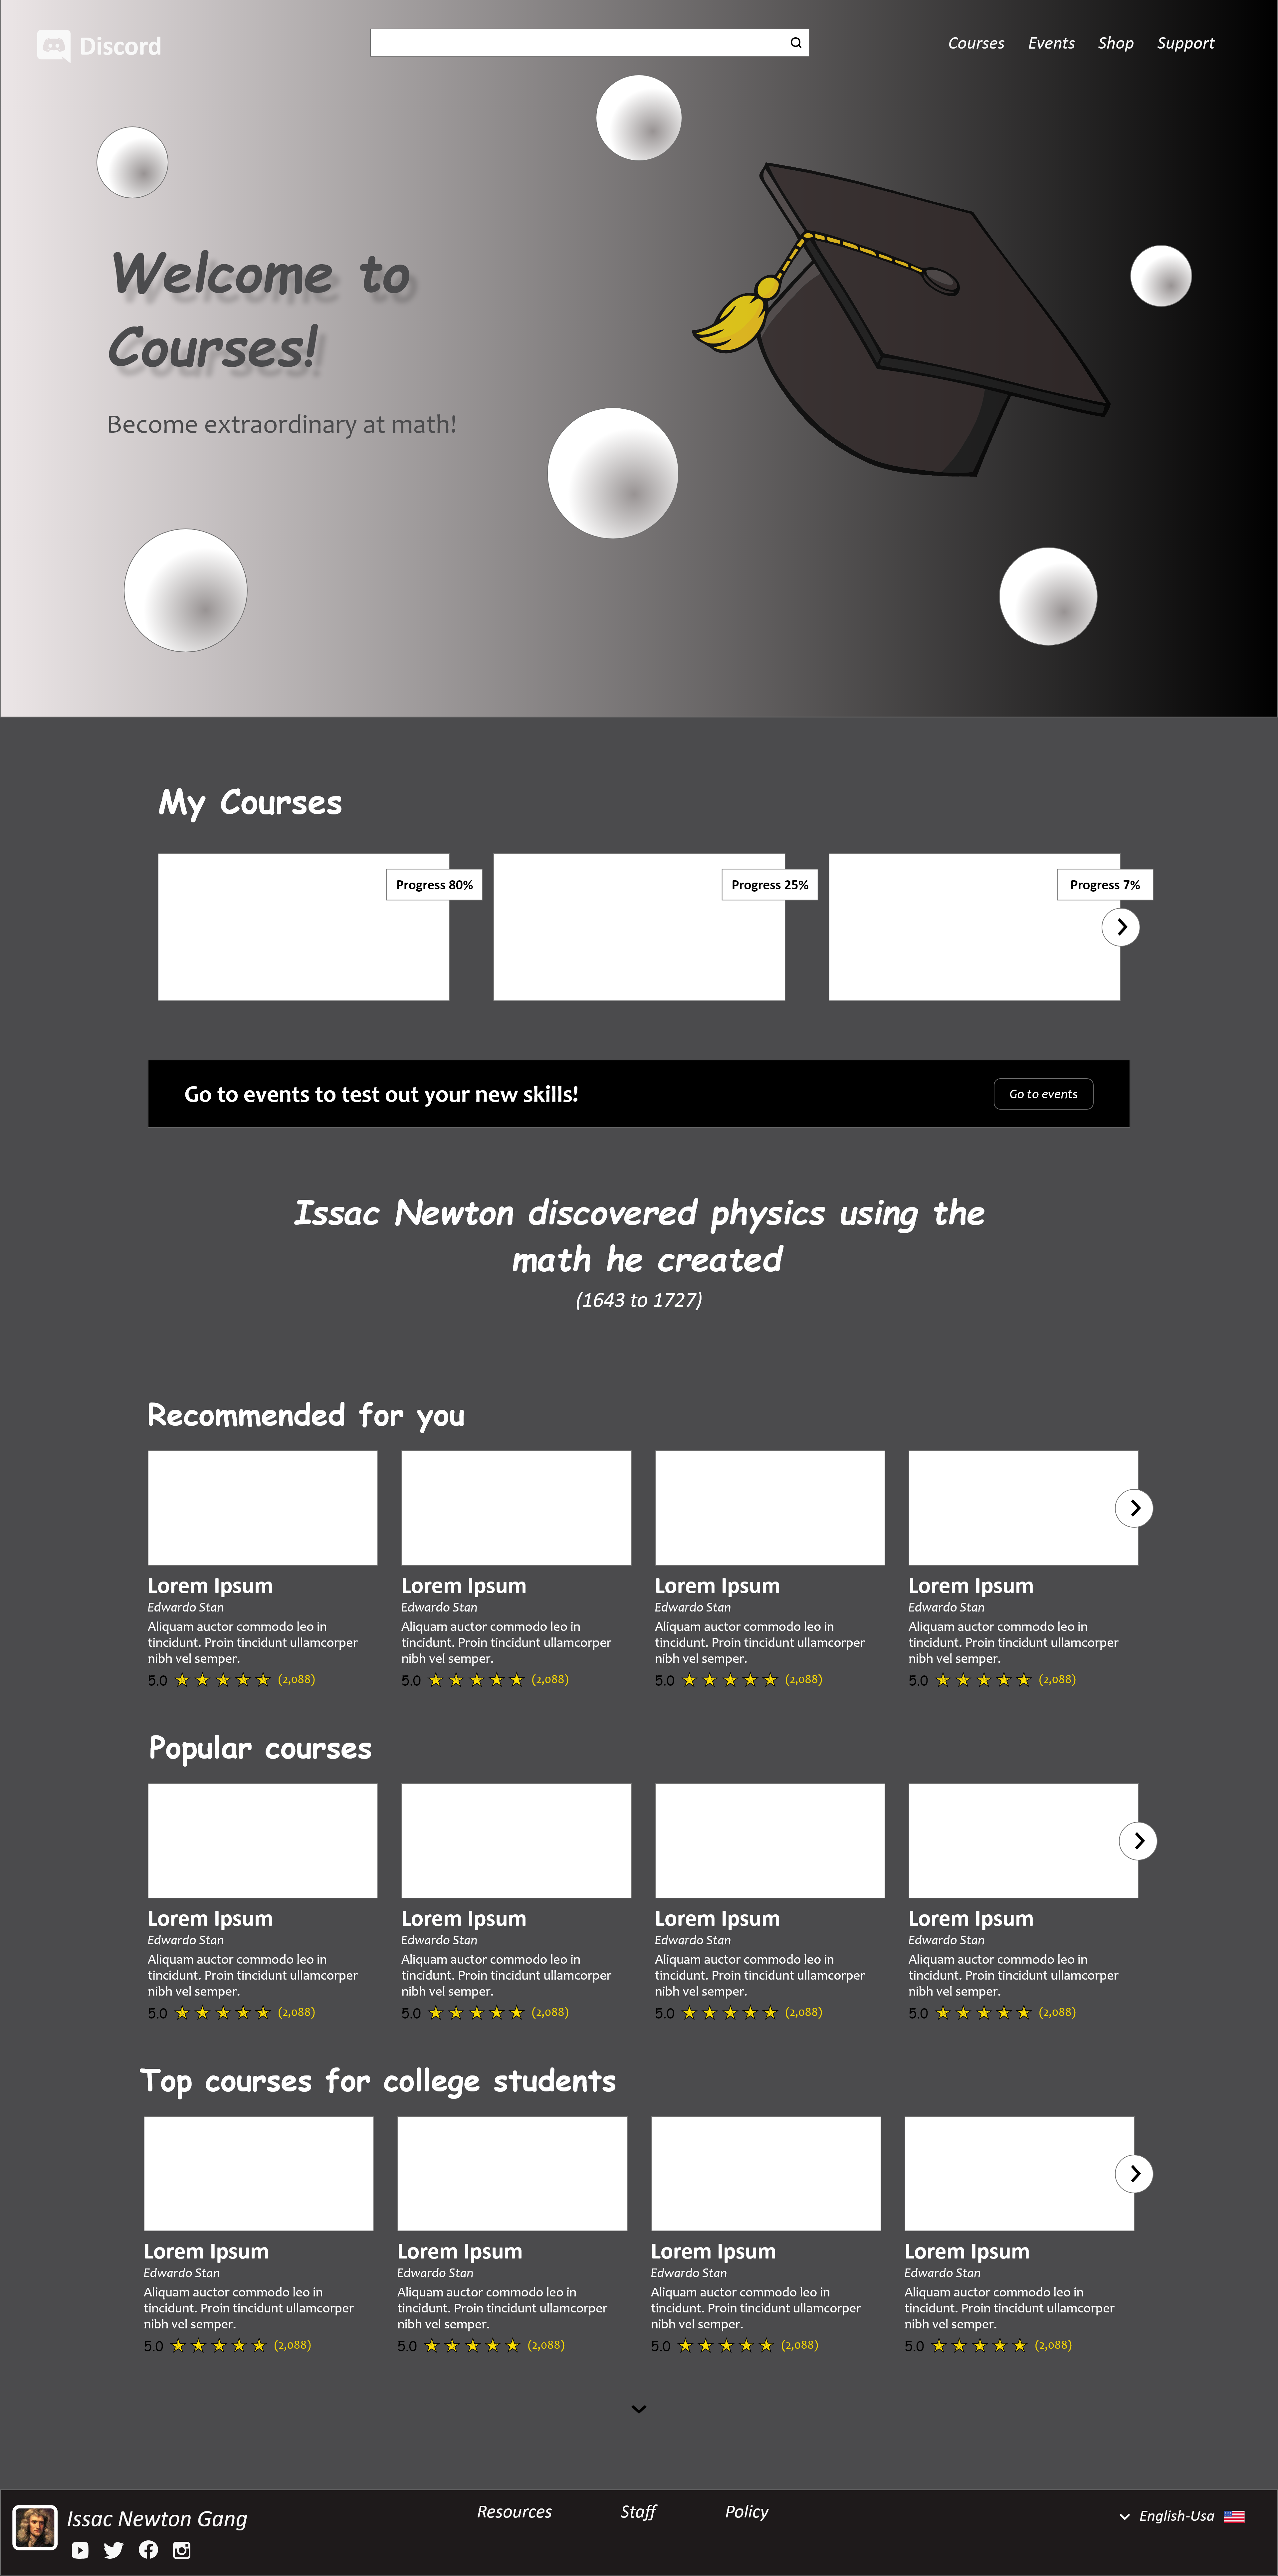 Discord
Courses Events Shop Support
Welcome to
Courses!
Become extraordinary at math!
My Courses
Progress 80%
Progress 25%
Progress 7%
Go to events to test out your new skills!
Go to events
Issac Newton discovered physics using the
math he created
(1643 to 1727)
Recommended for you
Lorem Ipsum
Edwardo Stan
Aliquam auctor commodo leo in
tincidunt. Proin tincidunt ullamcorper
nibh vel semper.
5.0 (2,088)
Lorem Ipsum
Edwardo Stan
Aliquam auctor commodo leo in
tincidunt. Proin tincidunt ullamcorper
nibh vel semper.
5.0 (2,088)
Lorem Ipsum
Edwardo Stan
Aliquam auctor commodo leo in
tincidunt. Proin tincidunt ullamcorper
nibh vel semper.
5.0 (2,088)
Lorem Ipsum
Edwardo Stan
Aliquam auctor commodo leo in
tincidunt. Proin tincidunt ullamcorper
nibh vel semper.
5.0 (2,088)
Popular courses
Lorem Ipsum
Edwardo Stan
Aliquam auctor commodo leo in
tincidunt. Proin tincidunt ullamcorper
nibh vel semper.
5.0 (2,088)
Lorem Ipsum
Edwardo Stan
Aliquam auctor commodo leo in
tincidunt. Proin tincidunt ullamcorper
nibh vel semper.
5.0 (2,088)
Lorem Ipsum
Edwardo Stan
Aliquam auctor commodo leo in
tincidunt. Proin tincidunt ullamcorper
nibh vel semper.
5.0 (2,088)
Lorem Ipsum
Edwardo Stan
Aliquam auctor commodo leo in
tincidunt. Proin tincidunt ullamcorper
nibh vel semper.
5.0 (2,088)
Top courses for college students
Lorem Ipsum
Edwardo Stan
Aliquam auctor commodo leo in
tincidunt. Proin tincidunt ullamcorper
nibh vel semper.
5.0 (2,088)
Lorem Ipsum
Edwardo Stan
Aliquam auctor commodo leo in
tincidunt. Proin tincidunt ullamcorper
nibh vel semper.
5.0 (2,088)
Lorem Ipsum
Edwardo Stan
Aliquam auctor commodo leo in
tincidunt. Proin tincidunt ullamcorper
nibh vel semper.
5.0 (2,088)
Lorem Ipsum
Edwardo Stan
Aliquam auctor commodo leo in
tincidunt. Proin tincidunt ullamcorper
nibh vel semper.
5.0 (2,088)
Issac Newton Gang
Resources Staff Policy
English-Usa